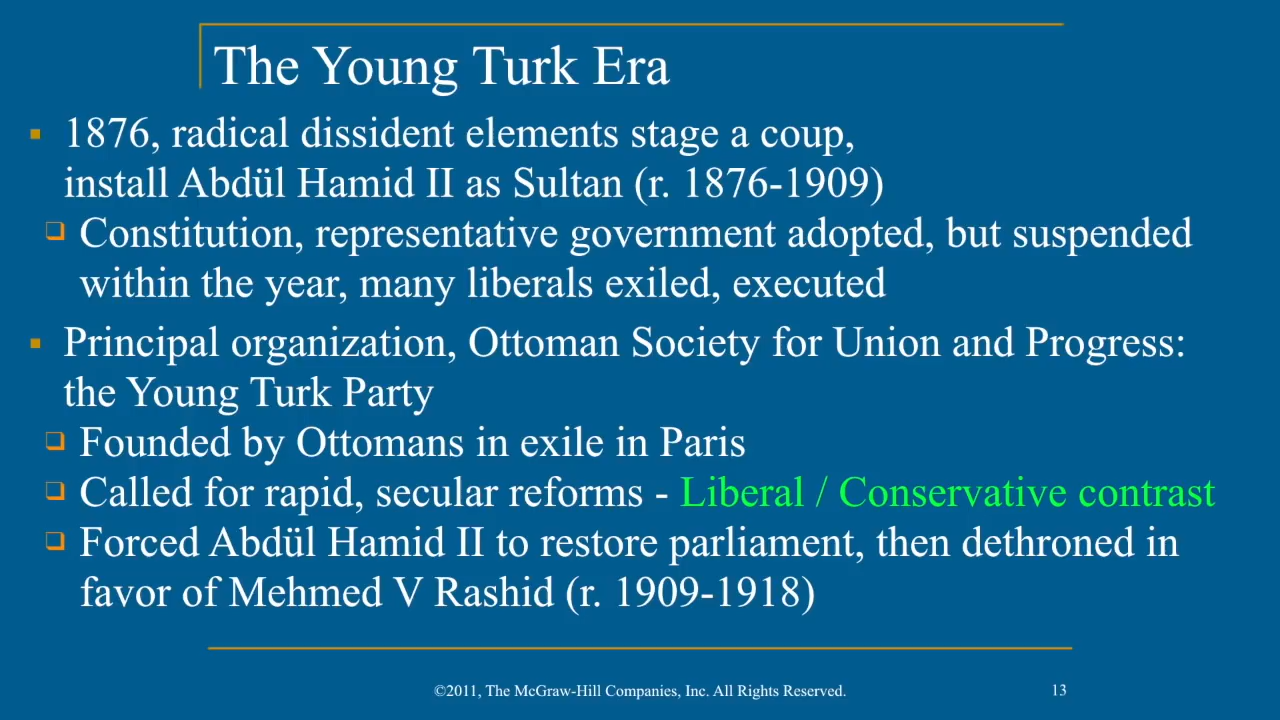 The Young Turk Era
1876, radical dissident elements stage a coup,
install Abdül Hamid II as Sultan (r. 1876-1909)
Constitution, representative government adopted, but suspended
within the year, many liberals exiled, executed
Principal organization, Ottoman Society for Union and Progress:
the Young Turk Party
Founded by Ottomans in exile in Paris
Called for rapid, secular reforms - Liberal / Conservative contrast
Forced Abdül Hamid II to restore parliament, then dethroned in
favor of Mehmed V Rashid (r. 1909-1918)
©2011, The McGraw-Hill Companies, Inc. All Rights Reserved.
13